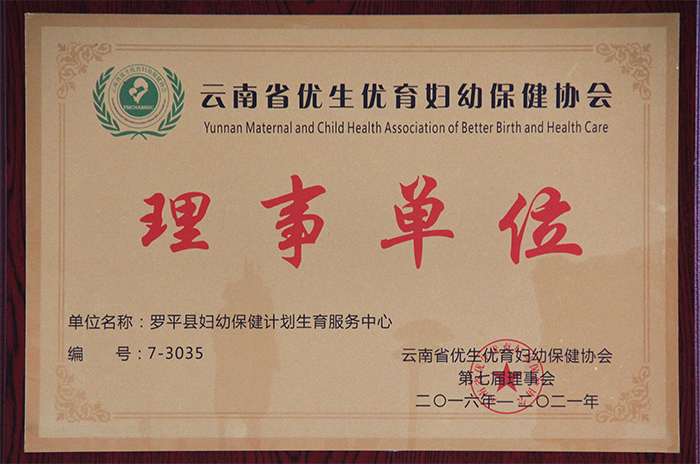 云南省优生优育妇幼保健协会
Yunnan Maternal and Child Health Association of Better Birth and Health Care
理事单位
单位名称：罗平县妇幼保健计划生育服务中心
编 号：7-3035
云南省优生优育妇幼保健协会
第七届理事会
二〇一六年—二〇二一年